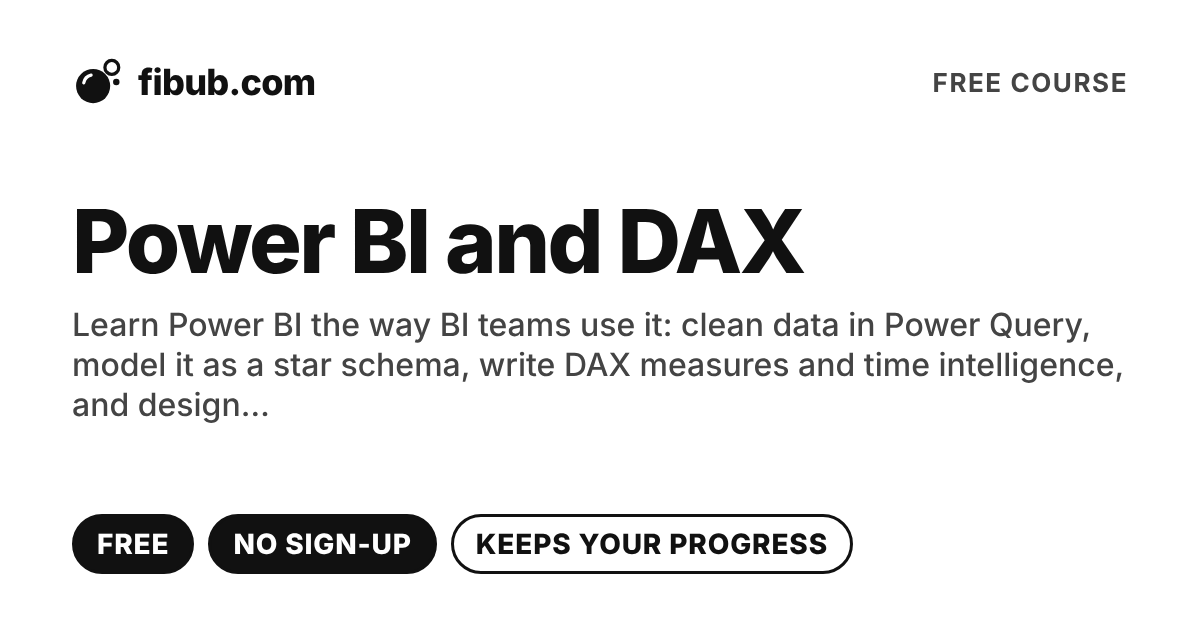 fibub.com
FREE COURSE
Power BI and DAX
Learn Power BI the way BI teams use it: clean data in Power Query,
model it as a star schema, write DAX measures and time intelligence,
and design...
FREE
NO SIGN-UP
KEEPS YOUR PROGRESS